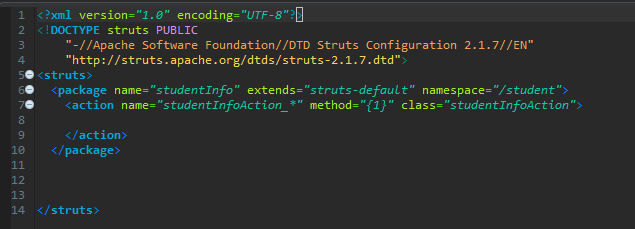 1 <?xml version="1.0" encoding="UTF-8"?>
2 <!DOCTYPE struts PUBLIC
3 "-//Apache Software Foundation//DTD Struts Configuration 2.1.7//EN"
4 "http://struts.apache.org/dtds/struts-2.1.7.dtd">
5 <struts>
6 <package name="studentInfo" extends="struts-default" namespace="/student">
7 <action name="studentInfoAction_*" method="{1}" class="studentInfoAction">
8
9 </action>
10 </package>
11
12
13
14 </struts>